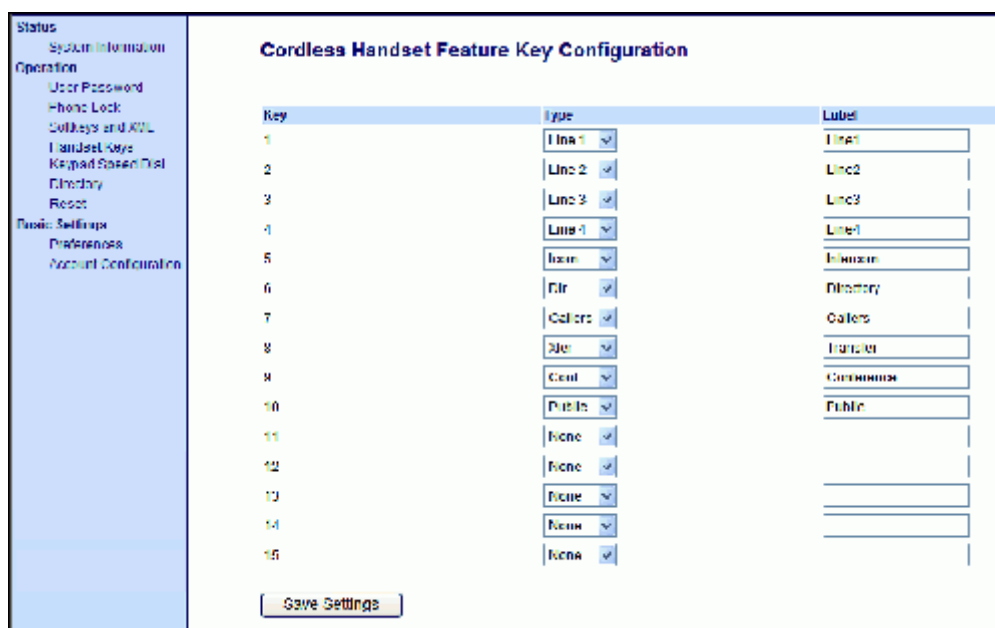 Status
System Information
Operation
User Password
Phone Lock
Softkeys and XML
Handset Keys
Keypad Speed Dial
Directory
Reset
Basic Settings
Preferences
Account Configuration
Cordless Handset Feature Key Configuration
Key Type Label
1 Line 1 Line1
2 Line 2 Line2
3 Line 3 Line3
4 Line 4 Line4
5 Icom Intercom
6 Dir Directory
7 Callers Callers
8 Xfer Transfer
9 Conf Conference
10 Public Public
11 None
12 None
13 None
14 None
15 None
Save Settings